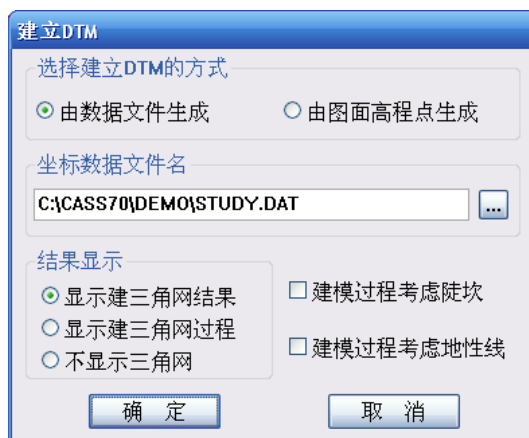 建立DTM
选择建立DTM的方式
由数据文件生成 由图面高程点生成
坐标数据文件名
C:\CASS70\DEMO\STUDY.DAT ...
结果显示
显示建三角网结果 建模过程考虑陡坎
显示建三角网过程
建模过程考虑地性线
不显示三角网
确 定 取 消